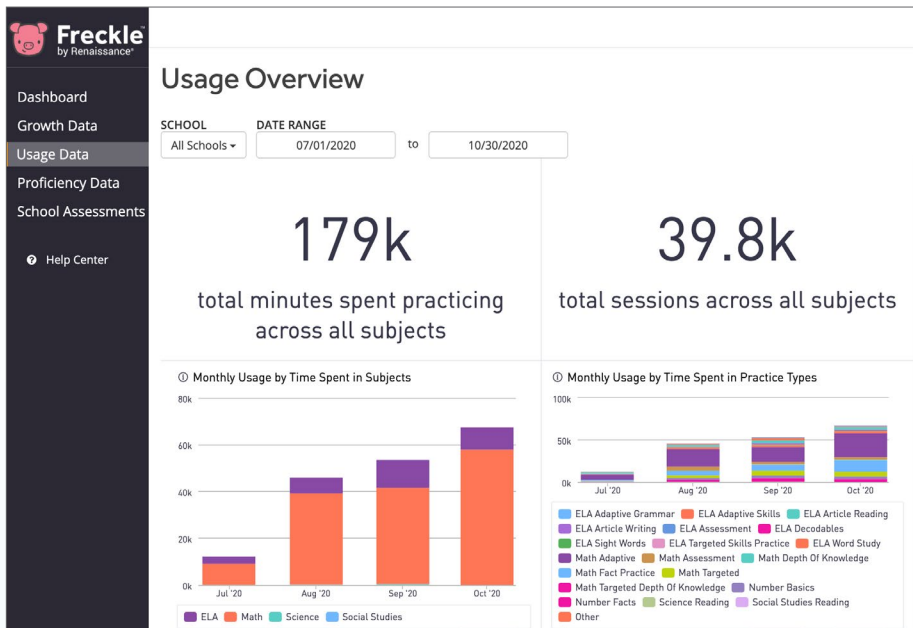 Freckle™
by Renaissance®
Dashboard
Growth Data
Usage Data
Proficiency Data
School Assessments
Help Center
Usage Overview
SCHOOL DATE RANGE
All Schools 07/01/2020 to 10/30/2020
179k
total minutes spent practicing
across all subjects
39.8k
total sessions across all subjects
Monthly Usage by Time Spent in Subjects
80k
60k
40k
20k
0k
Jul '20 Aug '20 Sep '20 Oct '20
ELA Math Science Social Studies
Monthly Usage by Time Spent in Practice Types
100k
50k
0k
Jul '20 Aug '20 Sep '20 Oct '20
ELA Adaptive Grammar ELA Adaptive Skills ELA Article Reading
ELA Article Writing ELA Assessment ELA Decodables
ELA Sight Words ELA Targeted Skills Practice ELA Word Study
Math Adaptive Math Assessment Math Depth Of Knowledge
Math Fact Practice Math Targeted
Math Targeted Depth Of Knowledge Number Basics
Number Facts Science Reading Social Studies Reading
Other